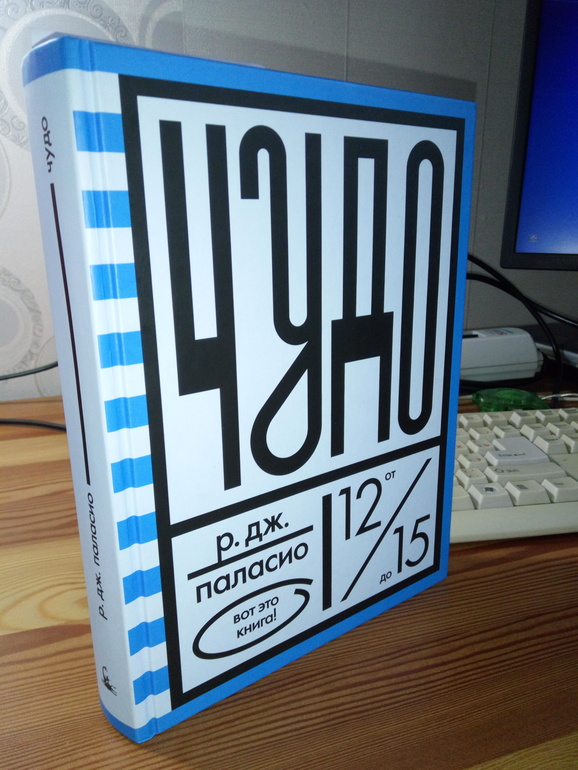 чудо
р. дж. паласио
ЧУДО
р. дж.
паласио
вот это
книга!
от
12
до 15